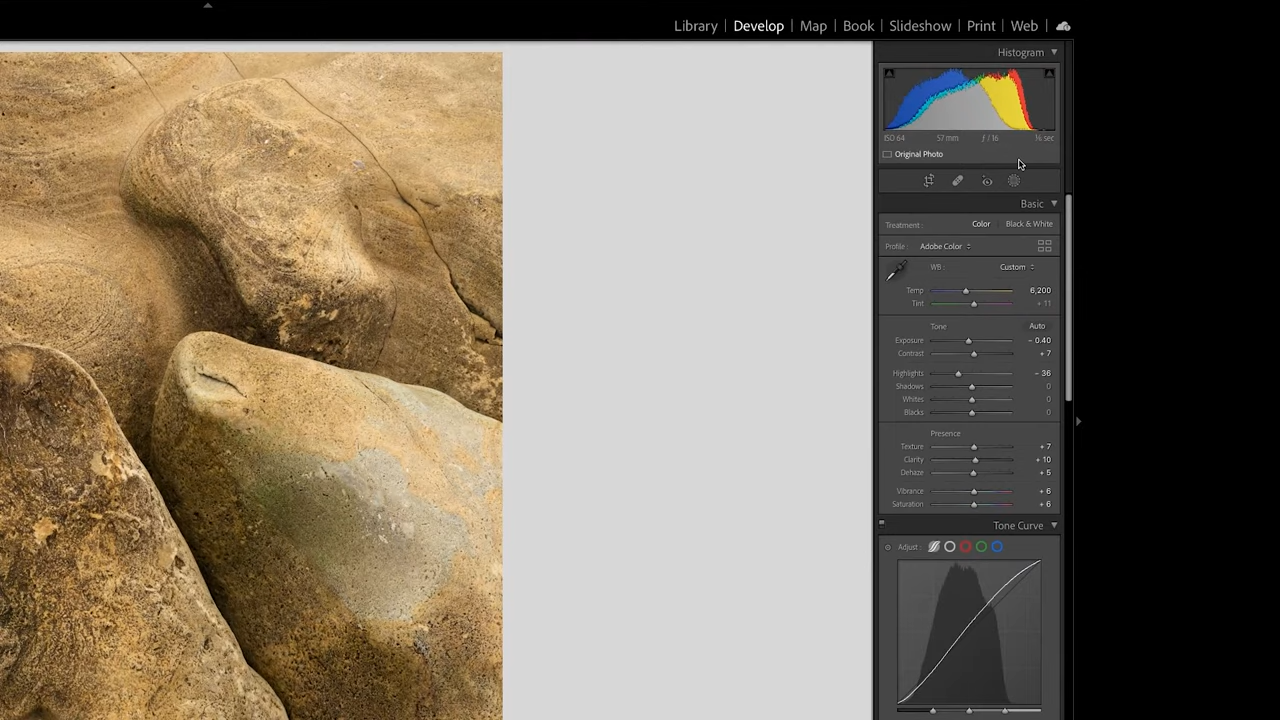 Library | Develop | Map | Book | Slideshow | Print | Web
Histogram
ISO 64 57 mm ƒ / 16
Original Photo
Basic
Treatment : Color Black & White
Profile : Adobe Color
WB : Custom
Temp 6,200
Tint + 11
Tone Auto
Exposure − 0.40
Contrast + 7
Highlights − 36
Shadows 0
Whites 0
Blacks 0
Presence
Texture + 7
Clarity + 10
Dehaze + 5
Vibrance + 6
Saturation + 6
Tone Curve
Adjust :